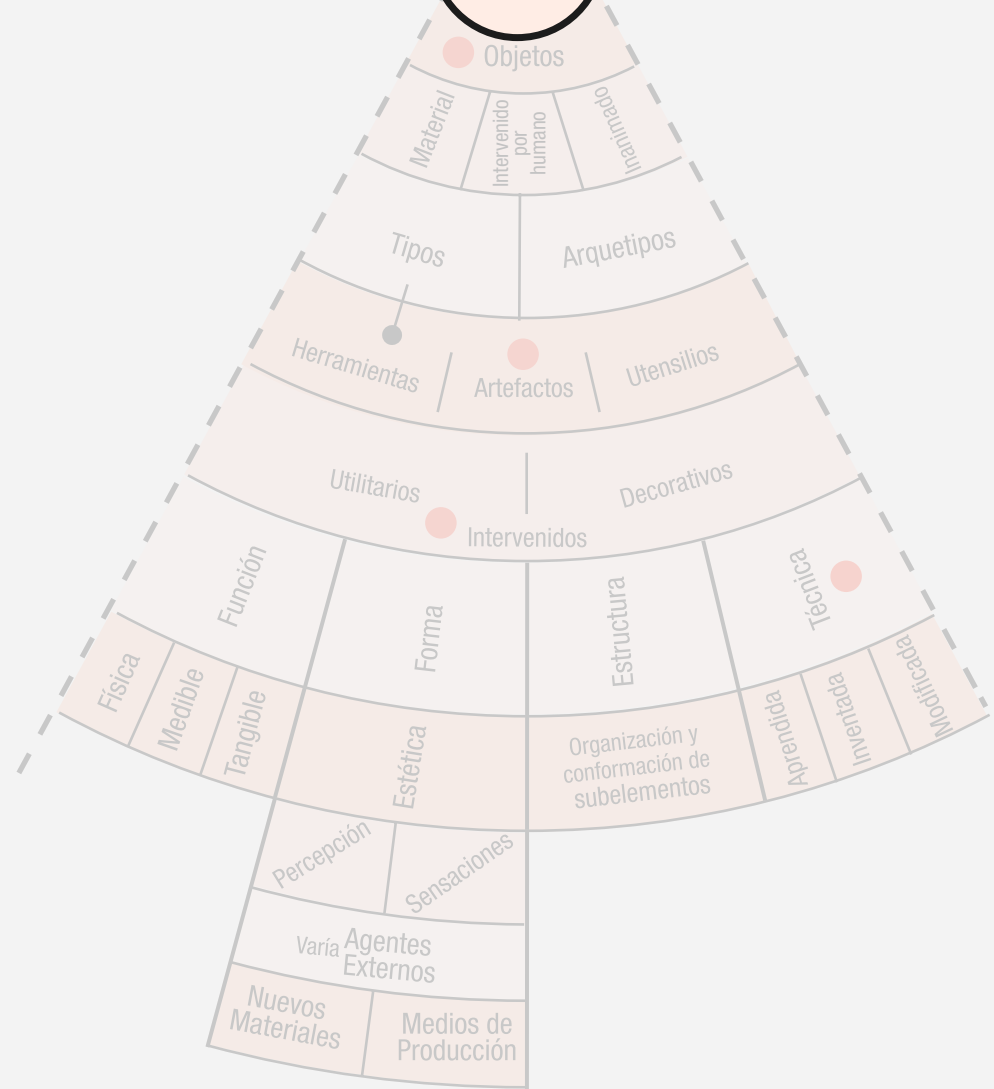 Objetos
Material
Intervenido
por
humano
Inanimado
Tipos
Arquetipos
Herramientas
Artefactos
Utensilios
Utilitarios
Decorativos
Intervenidos
Función
Forma
Estructura
Técnica
Física
Medible
Tangible
Estética
Organización y
conformación de
subelementos
Aprendida
Inventada
Modificada
Percepción
Sensaciones
Varía Agentes
Externos
Nuevos
Materiales
Medios de
Producción